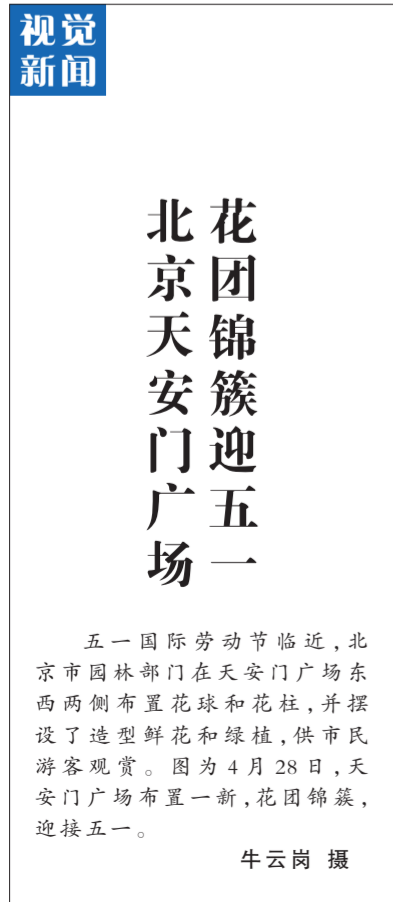 视觉
新闻
北京天安门广场
花团锦簇迎五一
五一国际劳动节临近，北
京市园林部门在天安门广场东
西两侧布置花球和花柱，并摆
设了造型鲜花和绿植，供市民
游客观赏。图为4月28日，天
安门广场布置一新，花团锦簇，
迎接五一。
牛云岗 摄